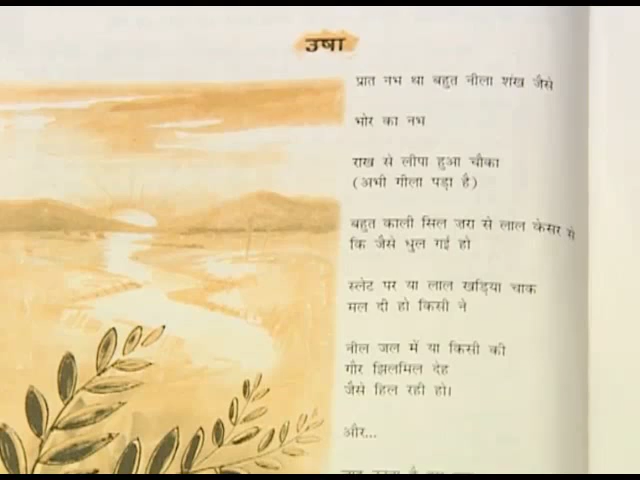 उषा
प्रात नभ था बहुत नीला शंख जैसे
भोर का नभ
राख से लीपा हुआ चौका
(अभी गीला पड़ा है)
बहुत काली सिल ज़रा से लाल केसर से
कि जैसे धुल गई हो
स्लेट पर या लाल खड़िया चाक
मल दी हो किसी ने
नील जल में या किसी की
गौर झिलमिल देह
जैसे हिल रही हो।
और...